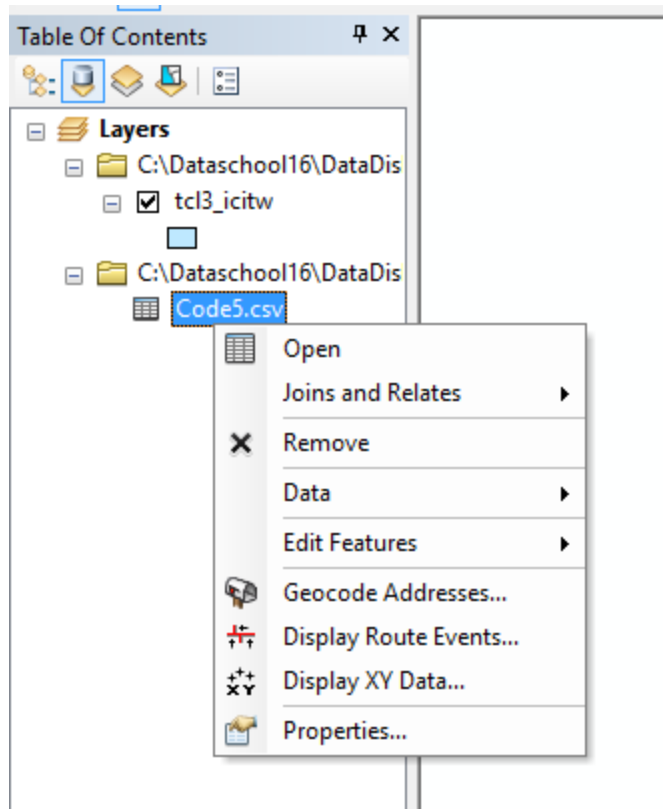 Table Of Contents
Layers
C:\Dataschool16\DataDis
tcl3_icitw
C:\Dataschool16\DataDis
Code5.csv
Open
Joins and Relates
Remove
Data
Edit Features
Geocode Addresses...
Display Route Events...
XY Display XY Data...
Properties...